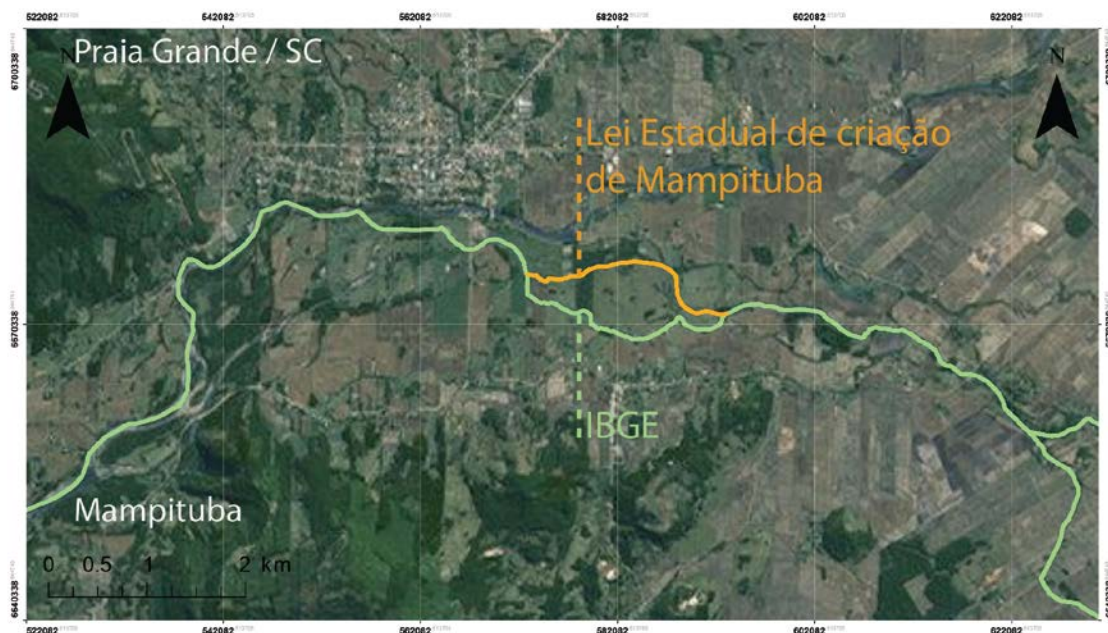 522082 542082 562082 582082 602082 622082
6700338
Praia Grande / SC
N
N
Lei Estadual de criação
de Mampituba
6670338
IBGE
Mampituba
0 0.5 1 2 km
6640338
522082 542082 562082 582082 602082 622082